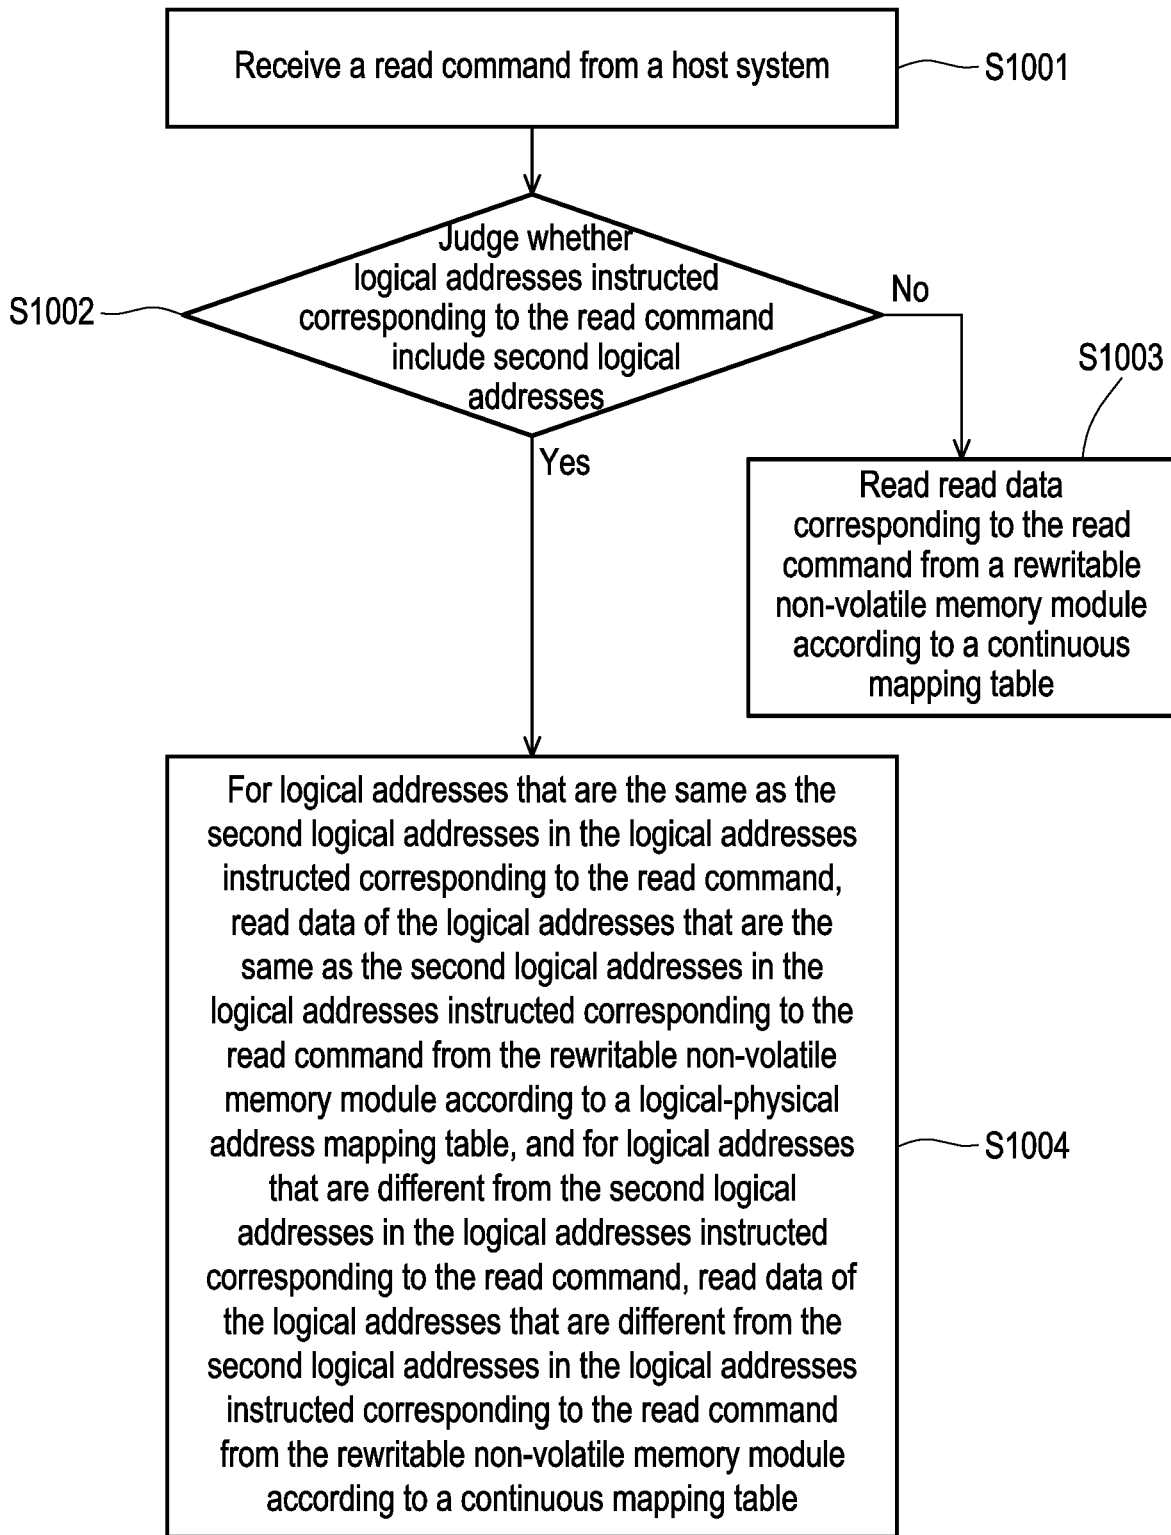 Receive a read command from a host system
S1001
Judge whether
logical addresses instructed
corresponding to the read command
include second logical
addresses
S1002
No
Yes
S1003
Read read data
corresponding to the read
command from a rewritable
non-volatile memory module
according to a continuous
mapping table
For logical addresses that are the same as the
second logical addresses in the logical addresses
instructed corresponding to the read command,
read data of the logical addresses that are the
same as the second logical addresses in the
logical addresses instructed corresponding to the
read command from the rewritable non-volatile
memory module according to a logical-physical
address mapping table, and for logical addresses
that are different from the second logical
addresses in the logical addresses instructed
corresponding to the read command, read data of
the logical addresses that are different from the
second logical addresses in the logical addresses
instructed corresponding to the read command
from the rewritable non-volatile memory module
according to a continuous mapping table
S1004